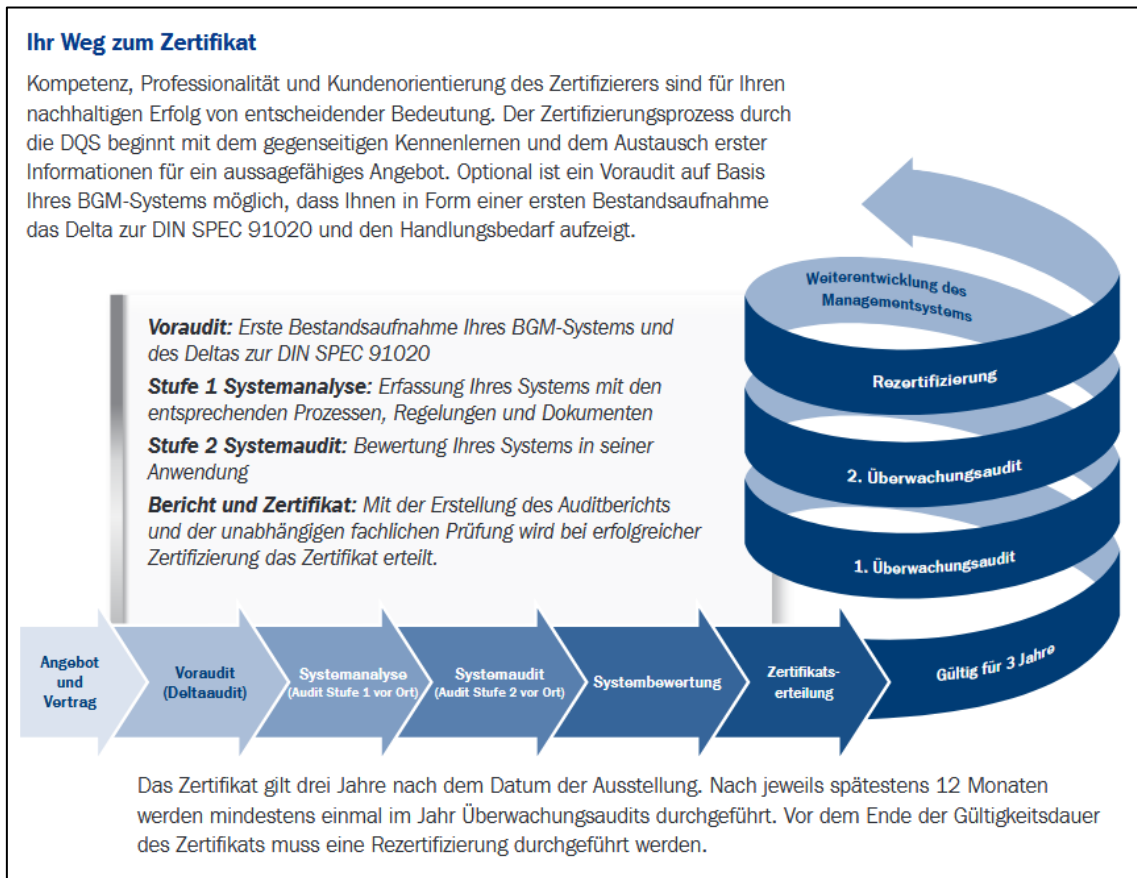 Ihr Weg zum Zertifikat
Kompetenz, Professionalität und Kundenorientierung des Zertifizierers sind für Ihren
nachhaltigen Erfolg von entscheidender Bedeutung. Der Zertifizierungsprozess durch
die DQS beginnt mit dem gegenseitigen Kennenlernen und dem Austausch erster
Informationen für ein aussagefähiges Angebot. Optional ist ein Voraudit auf Basis
Ihres BGM-Systems möglich, dass Ihnen in Form einer ersten Bestandsaufnahme
das Delta zur DIN SPEC 91020 und den Handlungsbedarf aufzeigt.
Voraudit: Erste Bestandsaufnahme Ihres BGM-Systems und
des Deltas zur DIN SPEC 91020
Stufe 1 Systemanalyse: Erfassung Ihres Systems mit den
entsprechenden Prozessen, Regelungen und Dokumenten
Stufe 2 Systemaudit: Bewertung Ihres Systems in seiner
Anwendung
Bericht und Zertifikat: Mit der Erstellung des Auditberichts
und der unabhängigen fachlichen Prüfung wird bei erfolgreicher
Zertifizierung das Zertifikat erteilt.
Weiterentwicklung des
Managementsystems
Rezertifizierung
2. Überwachungsaudit
1. Überwachungsaudit
Gültig für 3 Jahre
Angebot
und
Vertrag
Voraudit
(Deltaaudit)
Systemanalyse
(Audit Stufe 1 vor Ort)
Systemaudit
(Audit Stufe 2 vor Ort)
Systembewertung
Zertifikats-
erteilung
Das Zertifikat gilt drei Jahre nach dem Datum der Ausstellung. Nach jeweils spätestens 12 Monaten
werden mindestens einmal im Jahr Überwachungsaudits durchgeführt. Vor dem Ende der Gültigkeitsdauer
des Zertifikats muss eine Rezertifizierung durchgeführt werden.